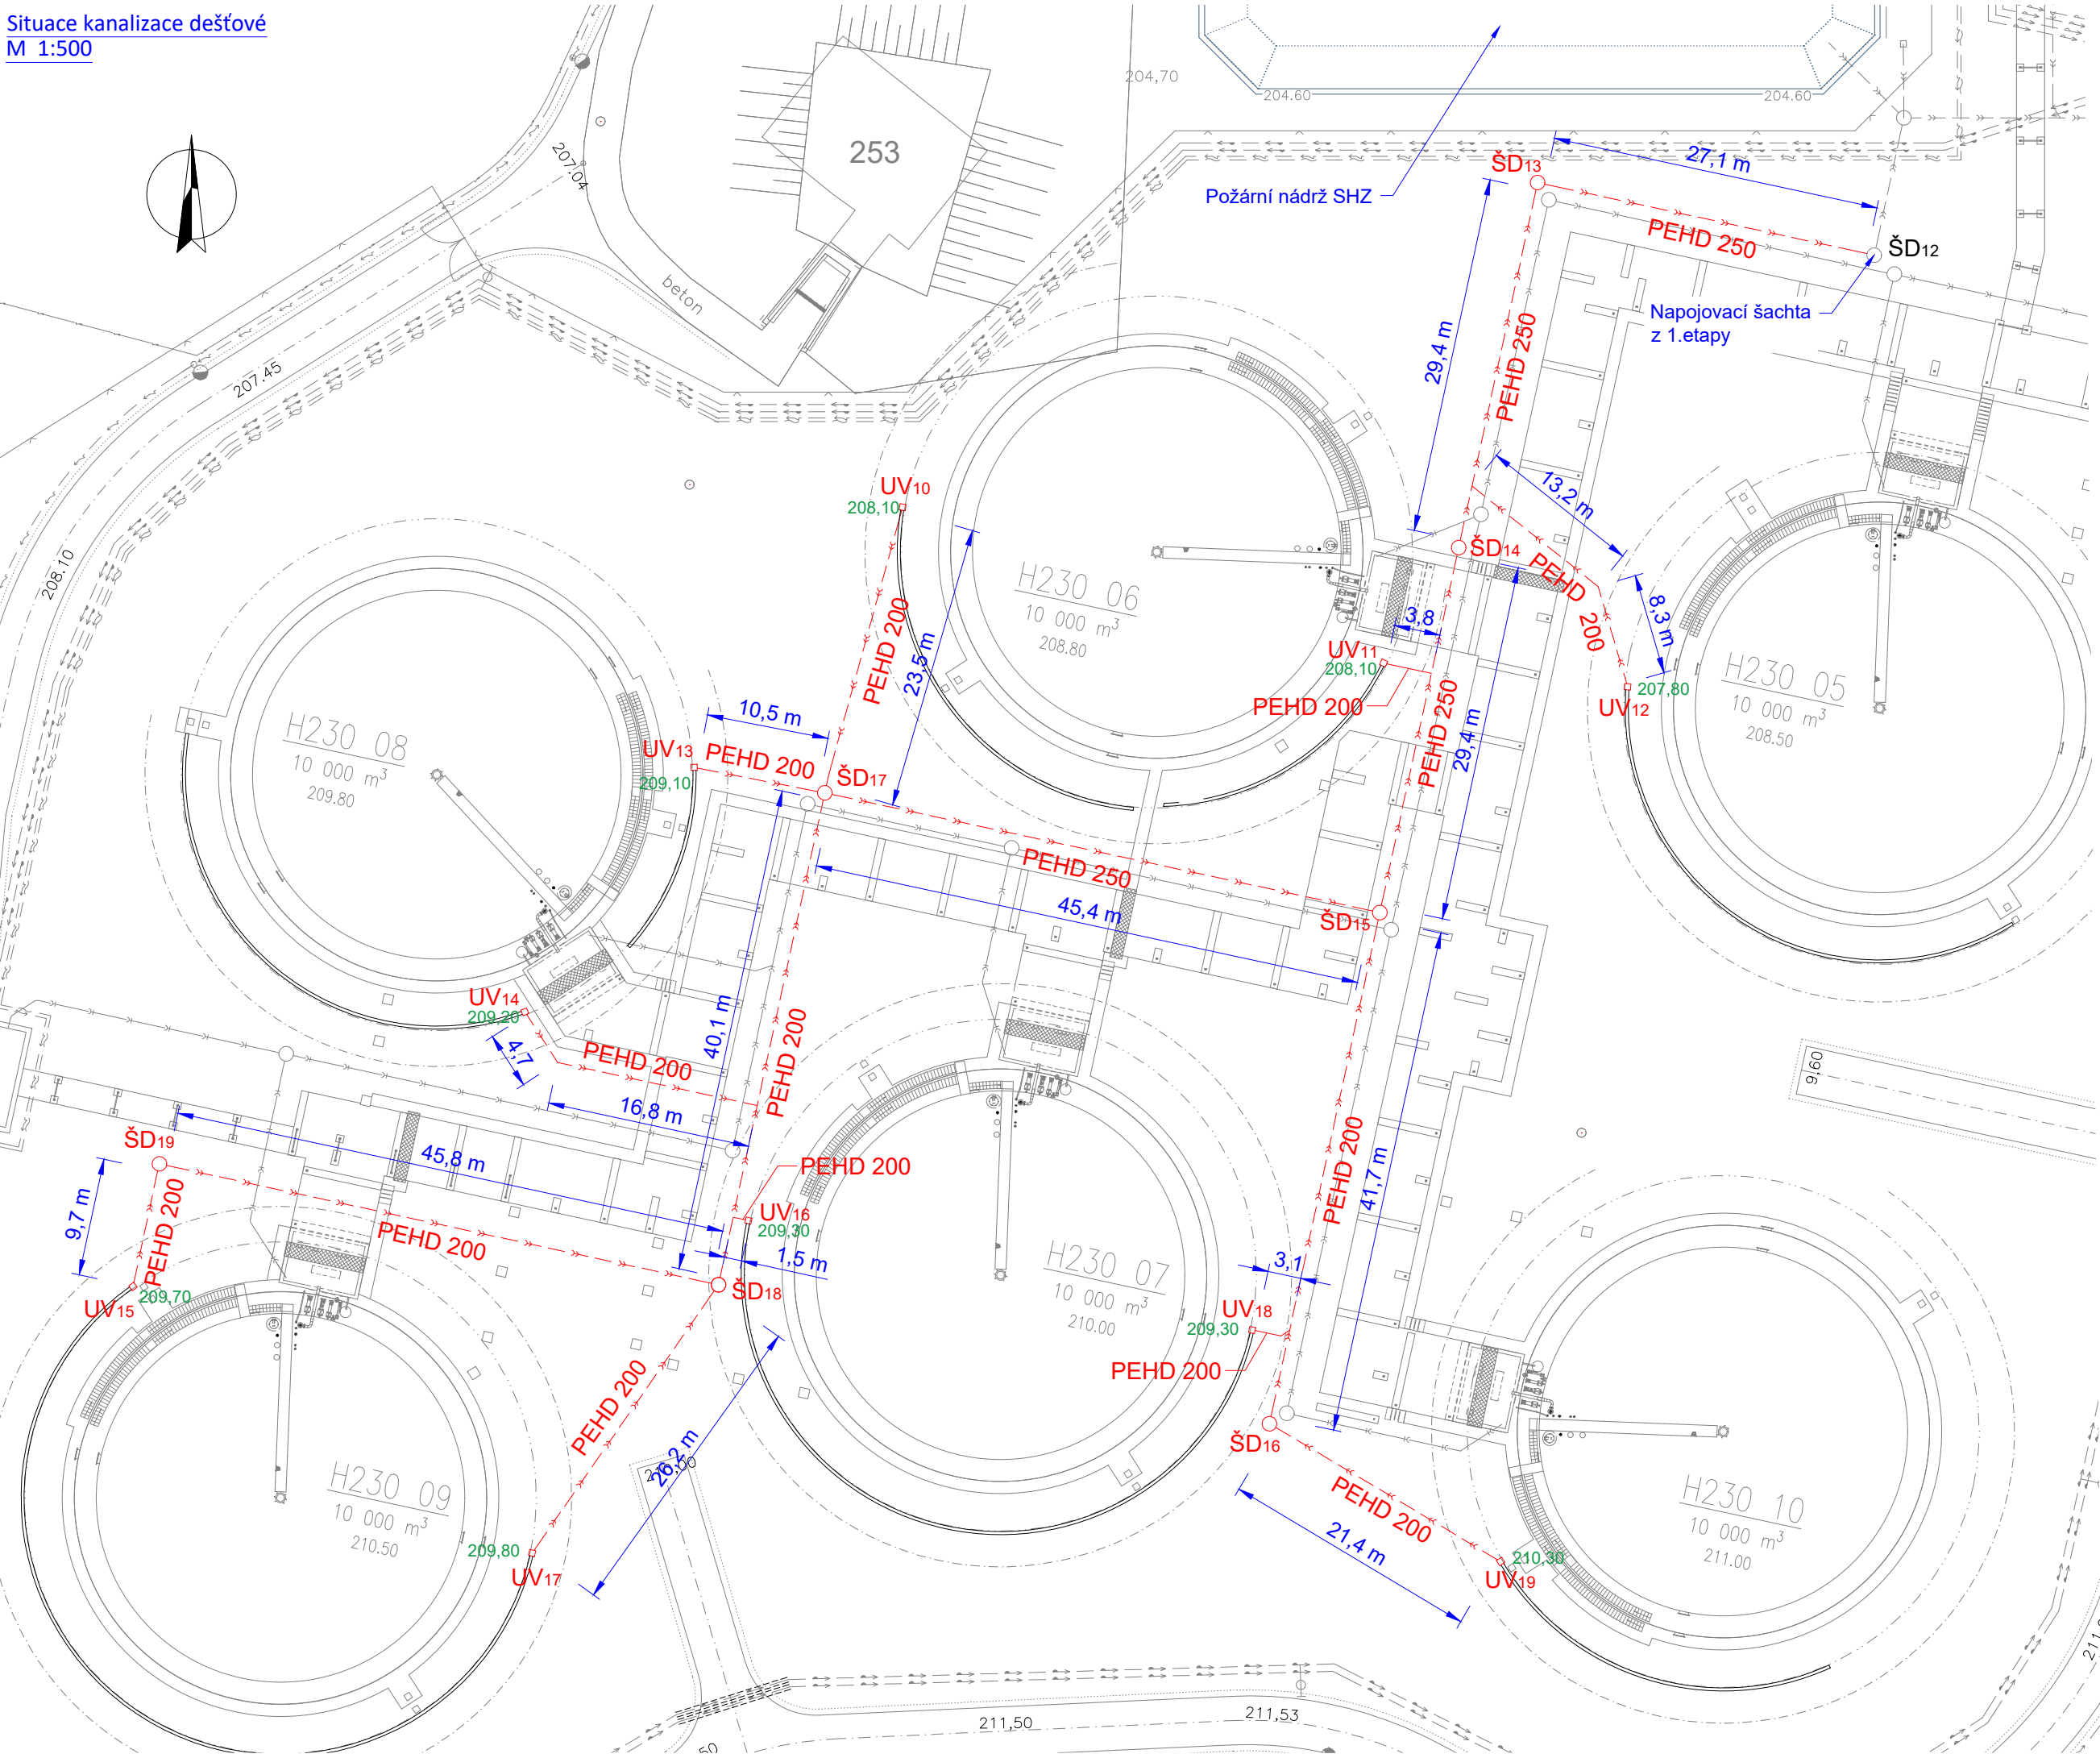 Situace kanalizace dešťové
M 1:500
204,70
204.60
204.60
253
207.04
beton
Požární nádrž SHZ
ŠD13
27,1 m
PEHD 250
ŠD12
Napojovací šachta
z 1.etapy
29,4 m
PEHD 250
207.45
13,2 m
UV10
208,10
ŠD14
PEHD 200
208.10
H230 06
10 000 m³
208.80
3,8
8,3 m
PEHD 200
23,5 m
UV11
208,10
H230 05
10 000 m³
208.50
207,80
UV12
PEHD 200
PEHD 250
29,4 m
10,5 m
H230 08
10 000 m³
209.80
UV13
PEHD 200
209,10
ŠD17
PEHD 250
45,4 m
ŠD15
UV14
209,20
4,7
PEHD 200
40,1 m
PEHD 200
16,8 m
9,60
ŠD19
45,8 m
PEHD 200
9,7 m
PEHD 200
PEHD 200
UV16
209,30
1,5 m
PEHD 200
41,7 m
PEHD 200
ŠD18
H230 07
10 000 m³
210.00
3,1
UV15
209,70
UV18
209,30
PEHD 200
PEHD 200
26,2 m
ŠD16
PEHD 200
21,4 m
H230 09
10 000 m³
210.50
H230 10
10 000 m³
211.00
209,80
UV17
210,30
UV19
211,50
211,53